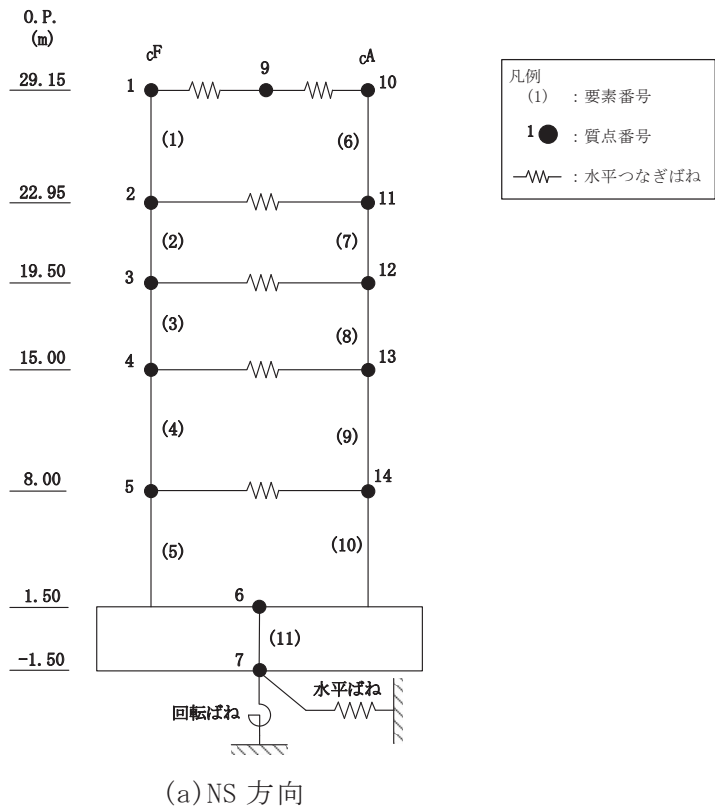 O.P.
(m)
cF
9
cA
29.15
1
10
(1)
(6)
22.95
2
11
(2)
(7)
19.50
3
12
(3)
(8)
15.00
4
13
(4)
(9)
8.00
5
14
(5)
(10)
1.50
6
(11)
-1.50
7
水平ばね
回転ばね
凡例
(1) : 要素番号
1 : 質点番号
: 水平つなぎばね
(a)NS 方向